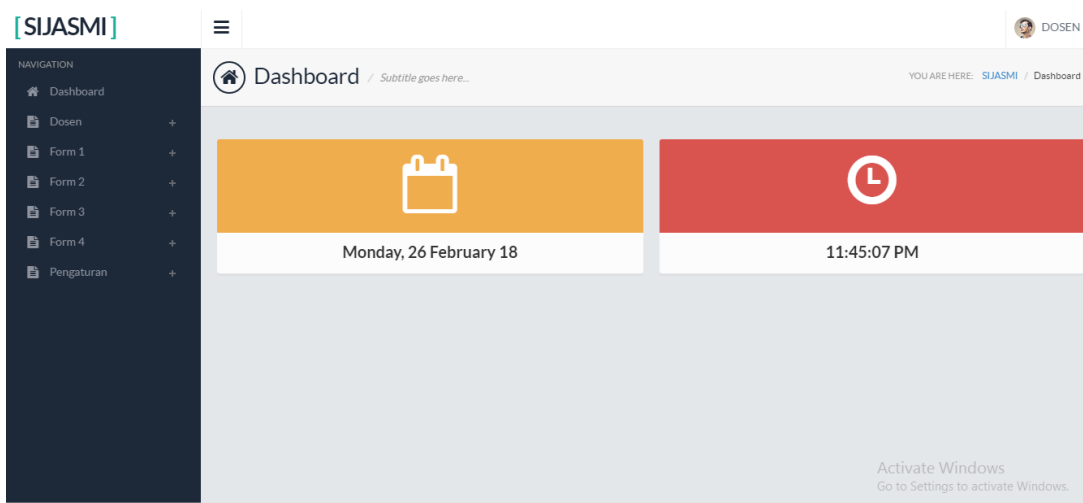 [ SIJASMI ]
DOSEN
NAVIGATION
Dashboard
Dosen +
Form 1 +
Form 2 +
Form 3 +
Form 4 +
Pengaturan +
Dashboard / Subtitle goes here...
YOU ARE HERE: SIJASMI / Dashboard
Monday, 26 February 18
11:45:07 PM
Activate Windows
Go to Settings to activate Windows.